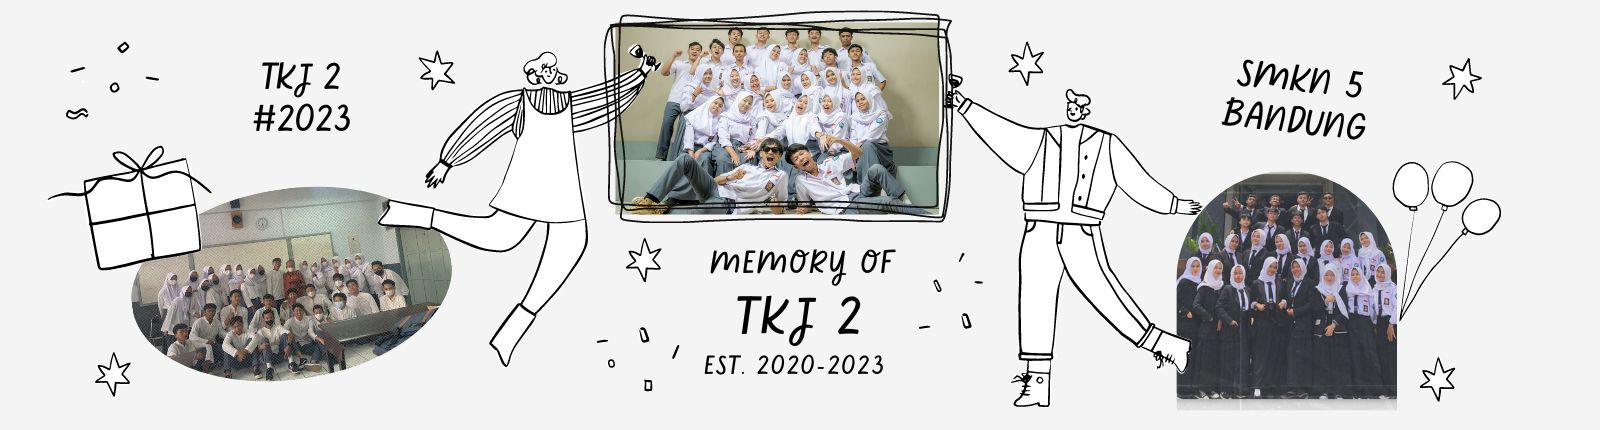 TKJ 2
#2023
MEMORY OF
TKJ 2
EST. 2020-2023
SMKN 5
BANDUNG